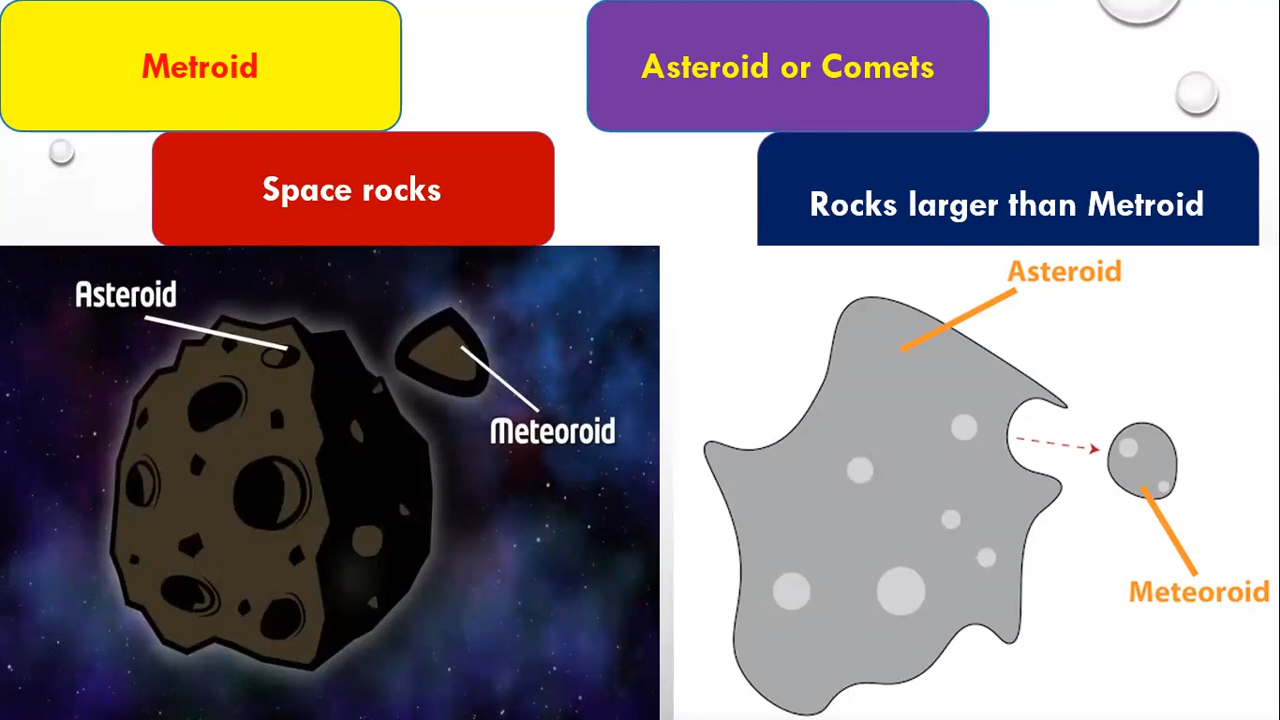 Metroid
Asteroid or Comets
Space rocks
Rocks larger than Metroid
Asteroid
Meteoroid
Asteroid
Meteoroid